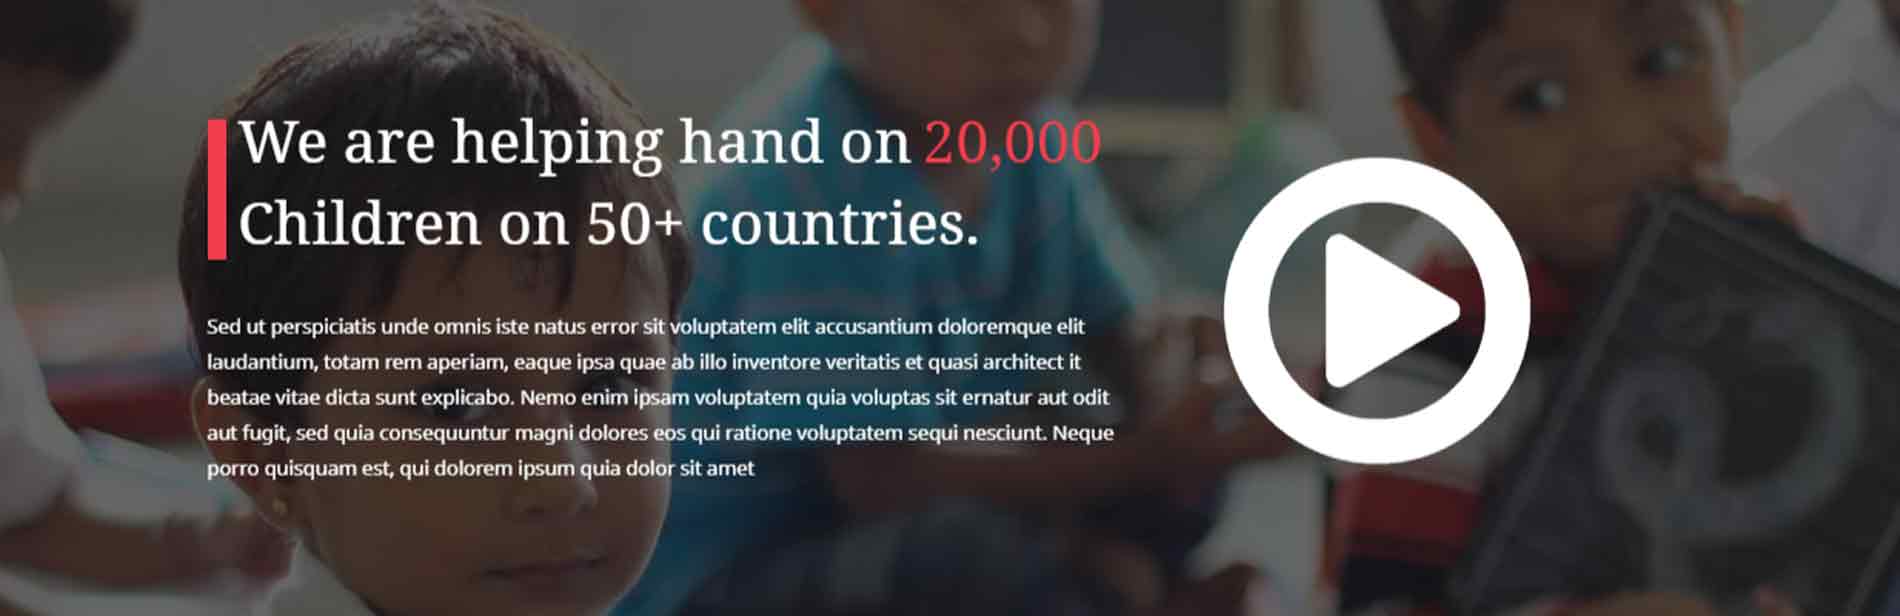 We are helping hand on 20,000
Children on 50+ countries.
Sed ut perspiciatis unde omnis iste natus error sit voluptatem elit accusantium doloremque elit
laudantium, totam rem aperiam, eaque ipsa quae ab illo inventore veritatis et quasi architect it
beatae vitae dicta sunt explicabo. Nemo enim ipsam voluptatem quia voluptas sit ernatur aut odit
aut fugit, sed quia consequuntur magni dolores eos qui ratione voluptatem sequi nesciunt. Neque
porro quisquam est, qui dolorem ipsum quia dolor sit amet